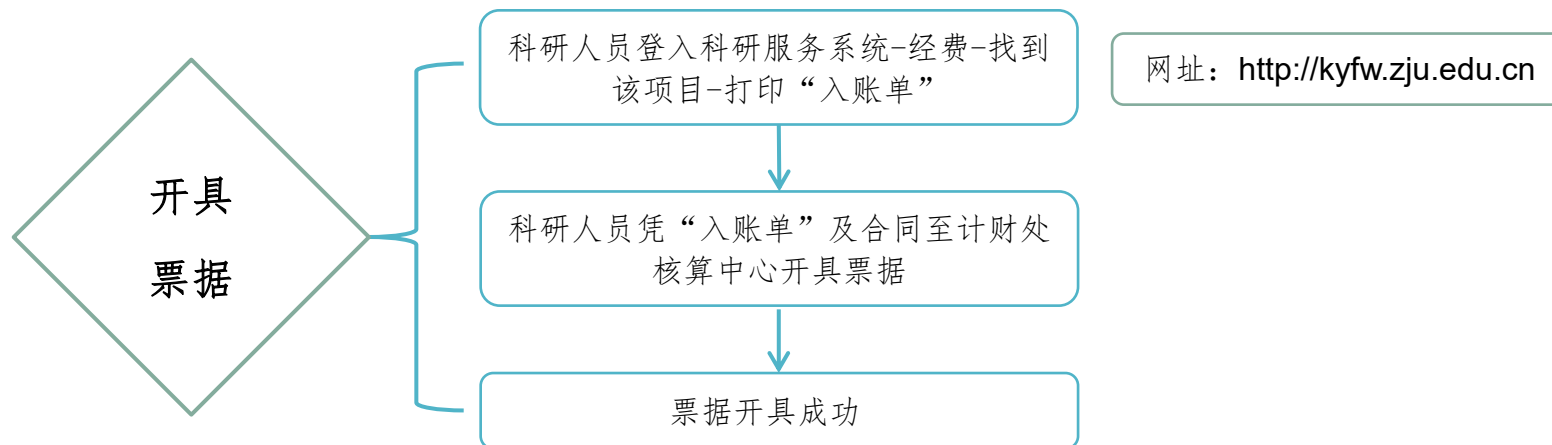 开具
票据
科研人员登入科研服务系统-经费-找到
该项目-打印“入账单”
网址：http://kyfw.zju.edu.cn
科研人员凭“入账单”及合同至计财处
核算中心开具票据
票据开具成功